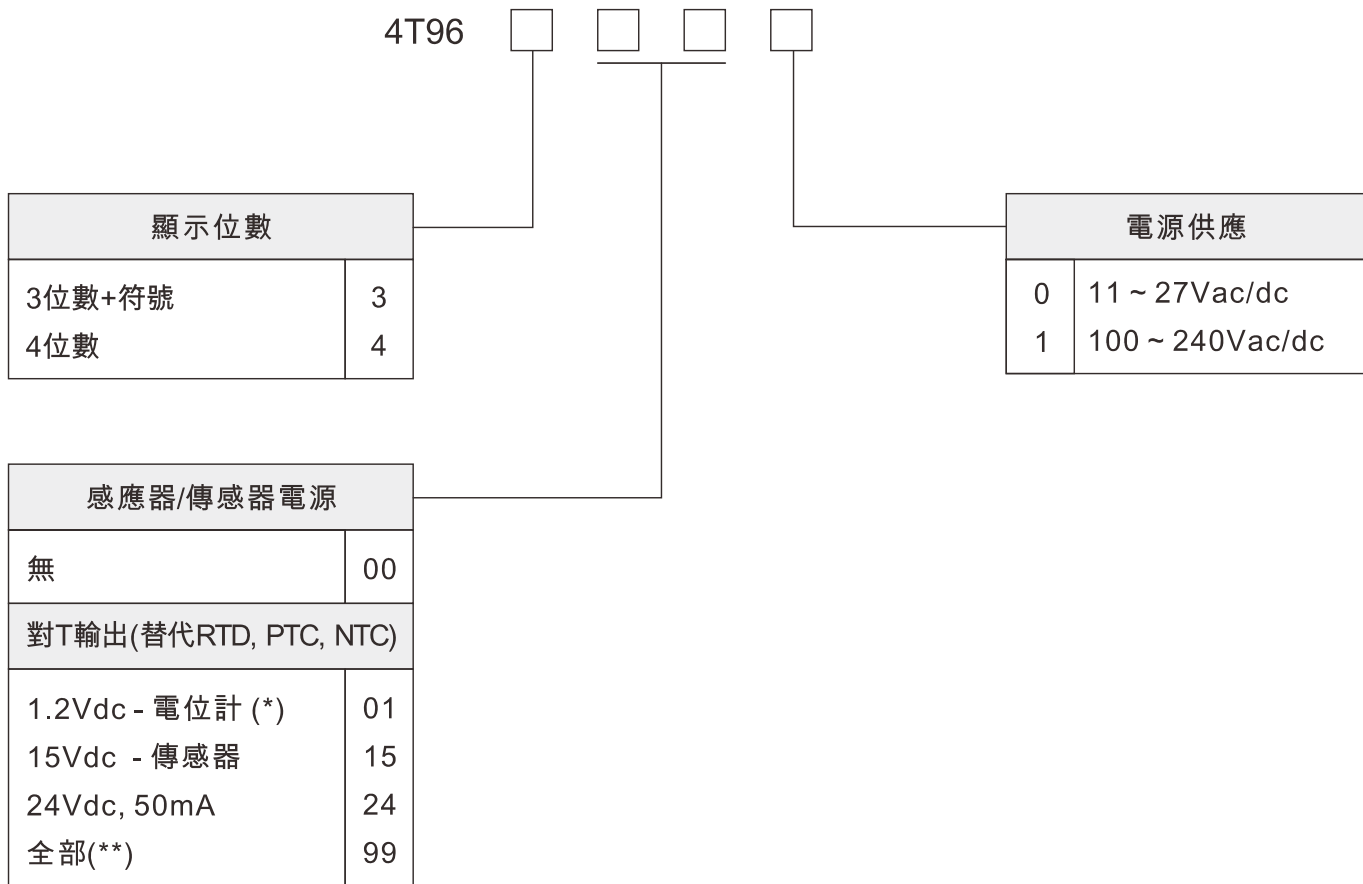 4T96
顯示位數
3位數+符號 3
4位數 4
電源供應
0 11 ~ 27Vac/dc
1 100 ~ 240Vac/dc
感應器/傳感器電源
無 00
對T輸出(替代RTD, PTC, NTC)
1.2Vdc - 電位計 (*) 01
15Vdc - 傳感器 15
24Vdc, 50mA 24
全部(**) 99